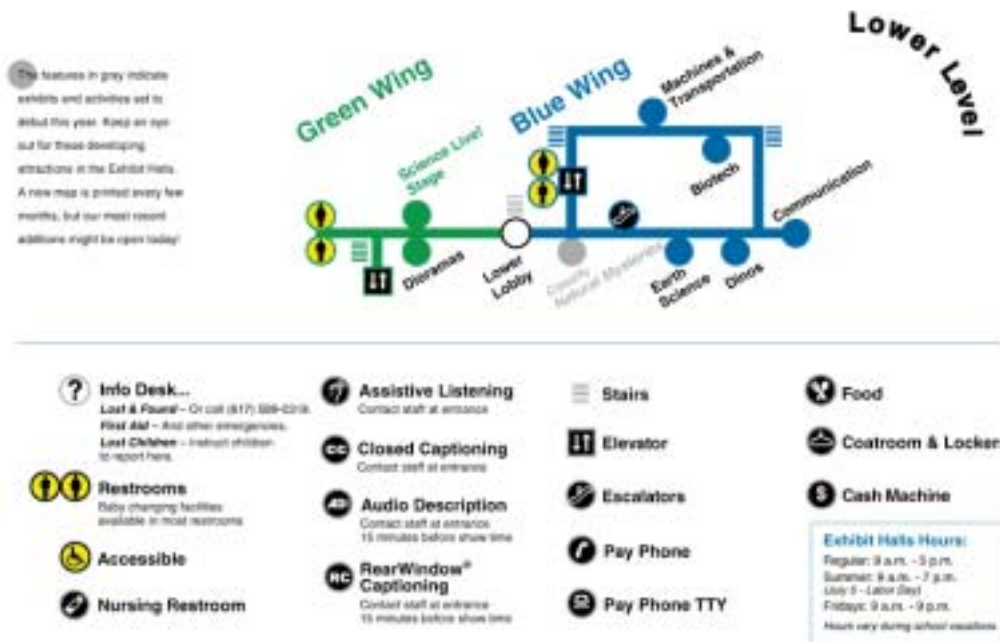 Lower Level
The features in grey indicate
exhibits and activities set to
debut this year. Keep an eye
out for these developing
attractions in the Exhibit Halls.
A new map is printed every few
months, but our most recent
additions might be open today!
Green Wing
Blue Wing
Science Live!
Stage
Machines &
Transportation
Biotech
Communication
Dioramas
Lower
Lobby
Natural Mysteries
Earth
Science
Dinos
?
Info Desk...
Lost & Found – Or call (617)
First Aid – And other emergencies.
Lost Children – Instruct children
to report here.
Restrooms
Baby changing facilities
available in most restrooms
Accessible
Nursing Restroom
Assistive Listening
Contact staff at entrance
CC Closed Captioning
Contact staff at entrance
AD Audio Description
Contact staff at entrance
15 minutes before show time
RC RearWindow®
Captioning
Contact staff at entrance
15 minutes before show time
Stairs
Elevator
Escalators
Pay Phone
Pay Phone TTY
Food
Coatroom & Lockers
$ Cash Machine
Exhibit Halls Hours:
Regular: 9 a.m. - 5 p.m.
Summer: 9 a.m. - 7 p.m.
(July 5 - Labor Day)
Fridays: 9 a.m. - 9 p.m.
Hours vary during school vacations.